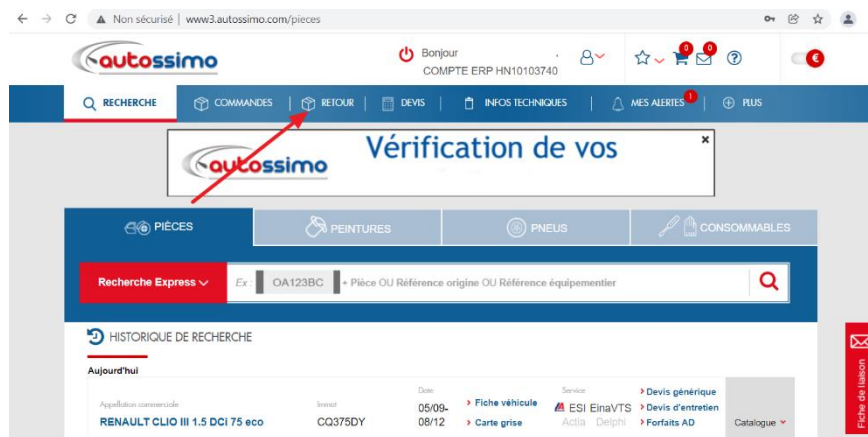 Non sécurisé | www3.autossimo.com/pieces
autossimo
Bonjour
COMPTE ERP HN10103740
0
0
?
€
RECHERCHE
COMMANDES
RETOUR
DEVIS
INFOS TECHNIQUES
MES ALERTES 1
PLUS
autossimo
Vérification de vos
x
PIÈCES
PEINTURES
PNEUS
CONSOMMABLES
Recherche Express
Ex : OA123BC + Pièce OU Référence origine OU Référence équipementier
HISTORIQUE DE RECHERCHE
Aujourd'hui
Appellation commerciale
RENAULT CLIO III 1.5 DCi 75 eco
Immat
CQ375DY
Date
05/09-
08/12
Fiche véhicule
Carte grise
Service
ESI EinaVTS
Actia Delphi
Devis générique
Devis d'entretien
Forfaits AD
Catalogue
Fiche de liaison